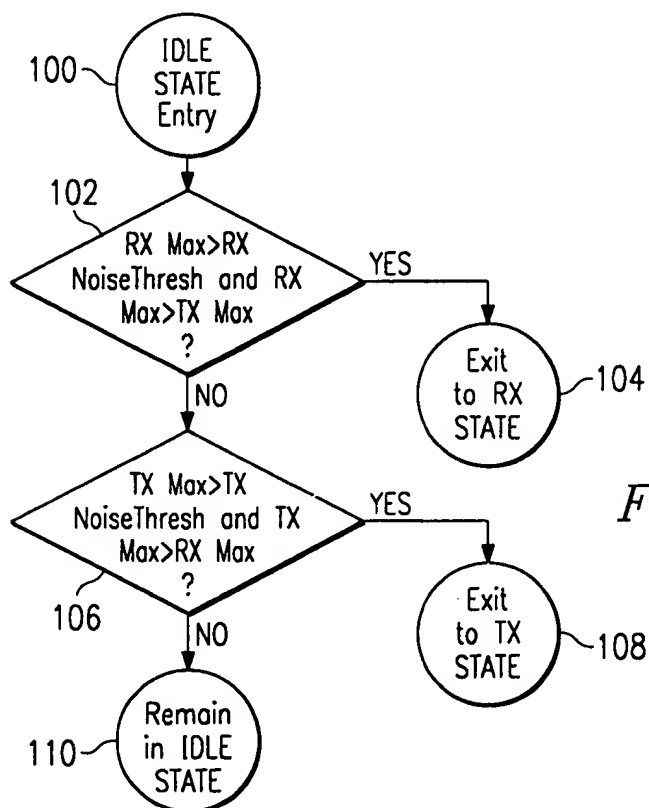 IDLE
STATE
Entry
100
102
RX Max>RX
NoiseThresh and RX
Max>TX Max
?
YES
Exit
to RX
STATE
104
NO
TX Max>TX
NoiseThresh and TX
Max>RX Max
?
YES
F
106
Exit
to TX
STATE
108
NO
Remain
in IDLE
STATE
110